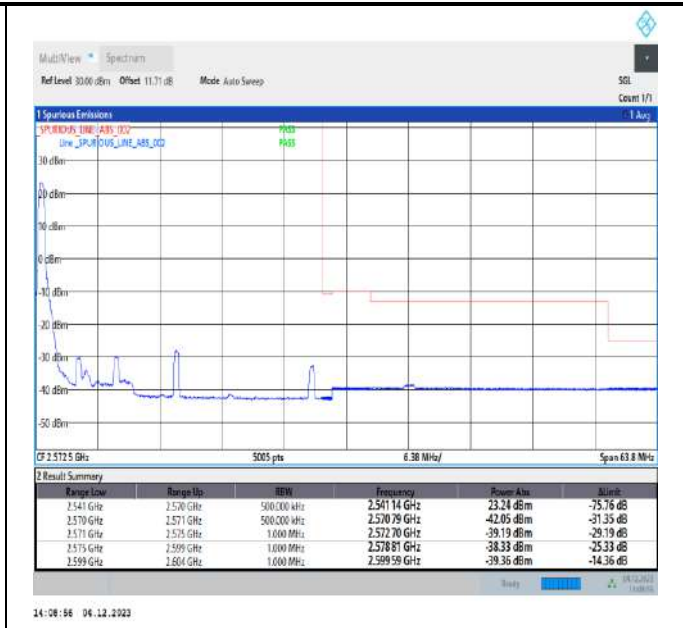 MultiView Spectrum
Ref Level 30.00 dBm Offset 11.71 dB Mode Auto Sweep SGL
Count 1/1
1 Spurious Emissions 1 Avg
_SPURIOUS_LINE_ABS_002 PASS
Line _SPURIOUS_LINE_ABS_002 PASS
30 dBm
20 dBm
10 dBm
0 dBm
-10 dBm
-20 dBm
-30 dBm
-40 dBm
-50 dBm
CF 2.5725 GHz 5005 pts 6.38 MHz/ Span 63.8 MHz
2 Result Summary
Range Low Range Up RBW Frequency Power Abs ΔLimit
2.541 GHz 2.570 GHz 500.000 kHz 2.54114 GHz 23.24 dBm -75.76 dB
2.570 GHz 2.571 GHz 500.000 kHz 2.57079 GHz -42.05 dBm -31.35 dB
2.571 GHz 2.575 GHz 1.000 MHz 2.57270 GHz -39.19 dBm -29.19 dB
2.575 GHz 2.599 GHz 1.000 MHz 2.57881 GHz -38.33 dBm -25.33 dB
2.599 GHz 2.604 GHz 1.000 MHz 2.59959 GHz -39.36 dBm -14.36 dB
Ready 04.12.2023
14:08:56 04.12.2023